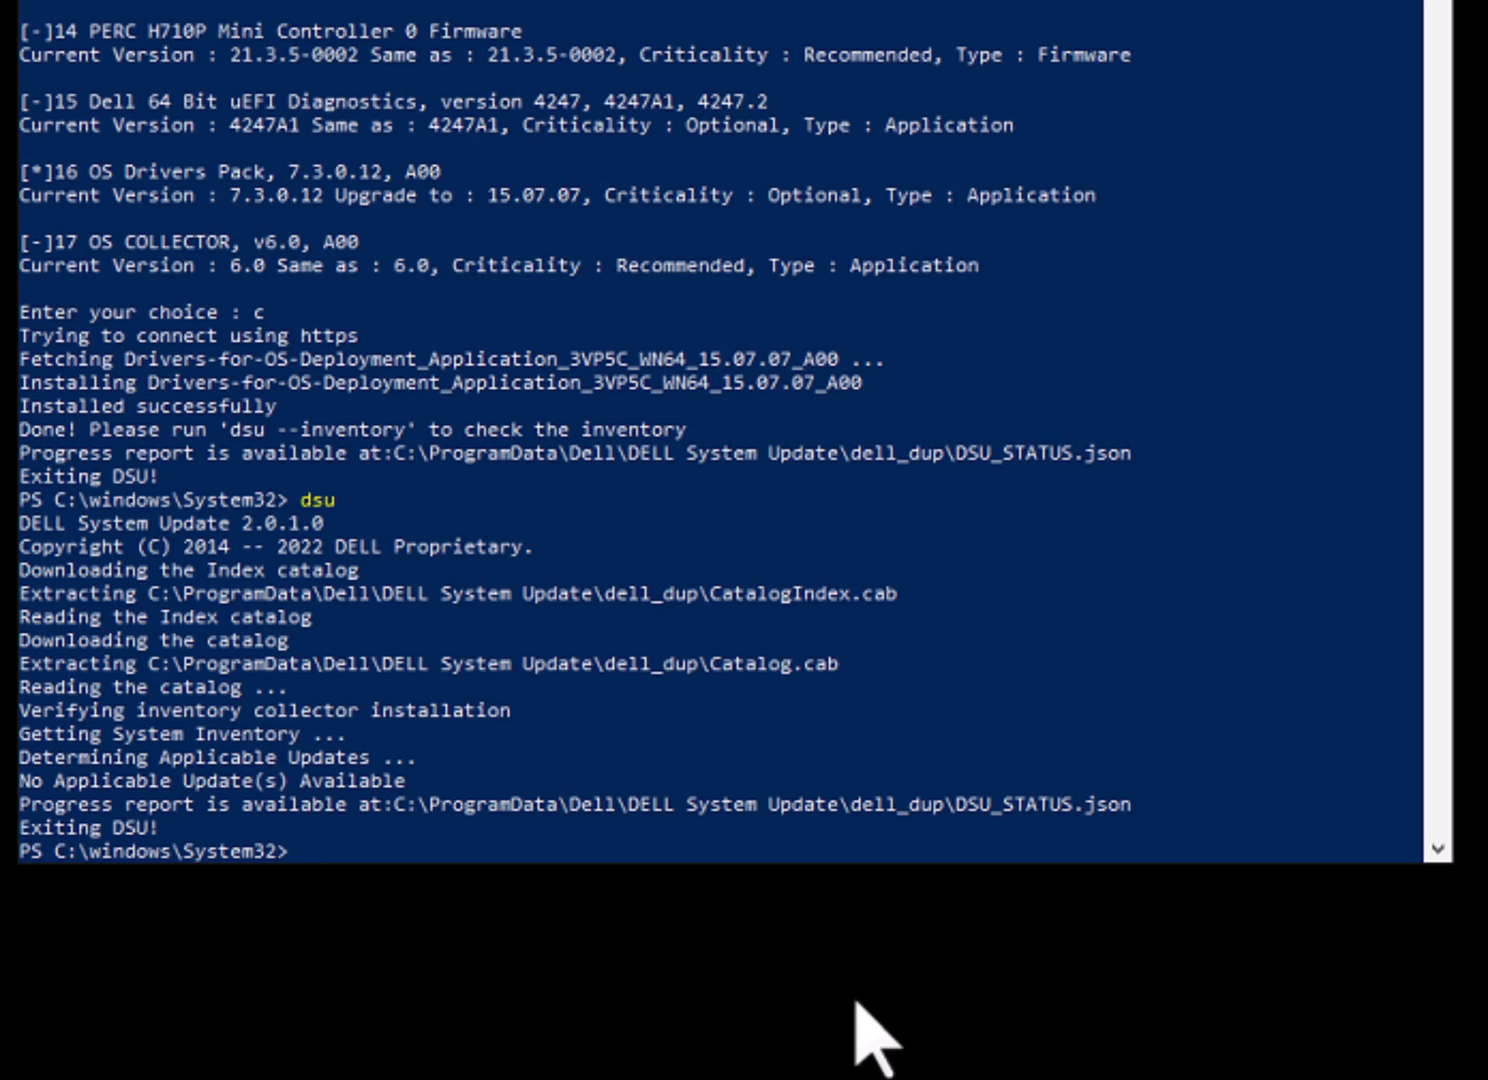 [-]14 PERC H710P Mini Controller 0 Firmware
Current Version : 21.3.5-0002 Same as : 21.3.5-0002, Criticality : Recommended, Type : Firmware
[-]15 Dell 64 Bit uEFI Diagnostics, version 4247, 4247A1, 4247.2
Current Version : 4247A1 Same as : 4247A1, Criticality : Optional, Type : Application
[*]16 OS Drivers Pack, 7.3.0.12, A00
Current Version : 7.3.0.12 Upgrade to : 15.07.07, Criticality : Optional, Type : Application
[-]17 OS COLLECTOR, v6.0, A00
Current Version : 6.0 Same as : 6.0, Criticality : Recommended, Type : Application
Enter your choice : c
Trying to connect using https
Fetching Drivers-for-OS-Deployment_Application_3VP5C_WN64_15.07.07_A00 ...
Installing Drivers-for-OS-Deployment_Application_3VP5C_WN64_15.07.07_A00
Installed successfully
Done! Please run 'dsu --inventory' to check the inventory
Progress report is available at:C:\ProgramData\Dell\DELL System Update\dell_dup\DSU_STATUS.json
Exiting DSU!
PS C:\windows\System32> dsu
DELL System Update 2.0.1.0
Copyright (C) 2014 -- 2022 DELL Proprietary.
Downloading the Index catalog
Extracting C:\ProgramData\Dell\DELL System Update\dell_dup\CatalogIndex.cab
Reading the Index catalog
Downloading the catalog
Extracting C:\ProgramData\Dell\DELL System Update\dell_dup\Catalog.cab
Reading the catalog ...
Verifying inventory collector installation
Getting System Inventory ...
Determining Applicable Updates ...
No Applicable Update(s) Available
Progress report is available at:C:\ProgramData\Dell\DELL System Update\dell_dup\DSU_STATUS.json
Exiting DSU!
PS C:\windows\System32>